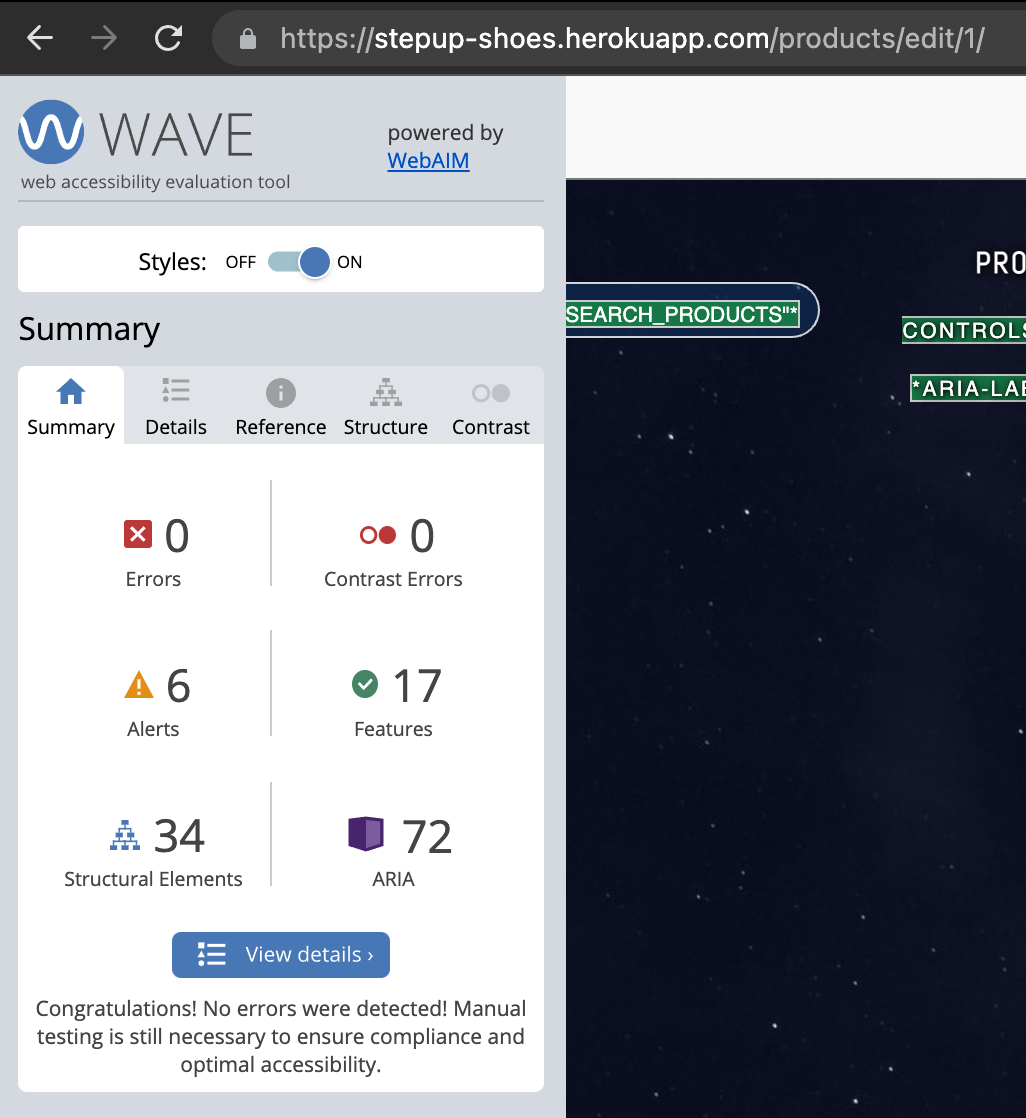 https://stepup-shoes.herokuapp.com/products/edit/1/
WAVE
web accessibility evaluation tool
powered by
WebAIM
Styles: OFF ON
Summary
Summary Details Reference Structure Contrast
0 0
Errors Contrast Errors
6 17
Alerts Features
34 72
Structural Elements ARIA
View details ›
Congratulations! No errors were detected! Manual
testing is still necessary to ensure compliance and
optimal accessibility.
PRO
SEARCH_PRODUCTS"*
CONTROLS
*ARIA-LAB